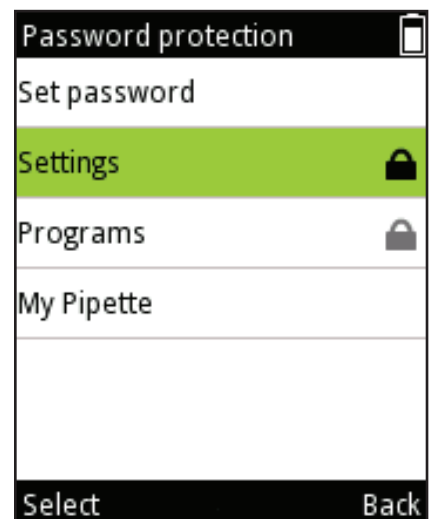 Password protection
Set password
Settings
Programs
My Pipette
Select Back